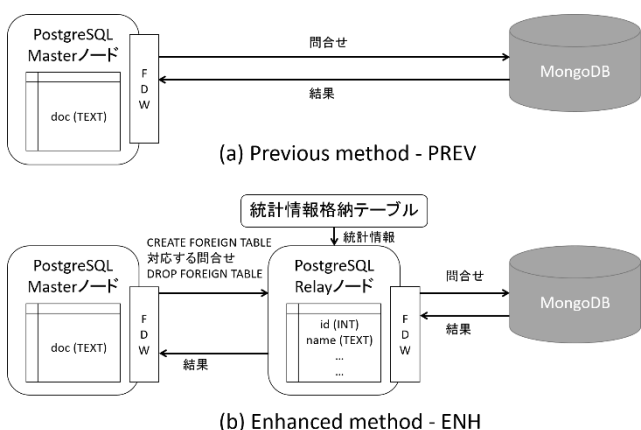 PostgreSQL
Masterノード
doc (TEXT)
F
D
W
問合せ
結果
MongoDB
(a) Previous method - PREV
統計情報格納テーブル
統計情報
CREATE FOREIGN TABLE
対応する問合せ
DROP FOREIGN TABLE
PostgreSQL
Masterノード
doc (TEXT)
F
D
W
結果
PostgreSQL
Relayノード
id (INT)
name (TEXT)
...
...
F
D
W
問合せ
結果
MongoDB
(b) Enhanced method - ENH